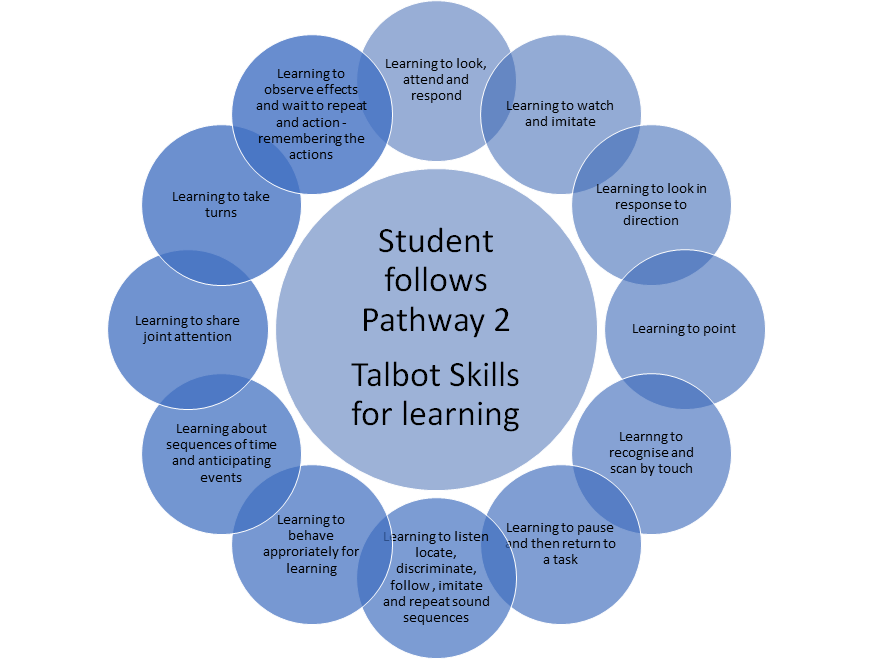 Learning to look,
attend and
respond
Learning to watch
and imitate
Learning to look in
response to
direction
Learning to point
Learnng to
recognise and
scan by touch
Learning to pause
and then return to
a task
Learning to listen
locate,
discriminate,
follow , imitate
and repeat sound
sequences
Learning to
behave
approriately for
learning
Learning about
sequences of time
and anticipating
events
Learning to share
joint attention
Learning to take
turns
Learning to
observe effects
and wait to repeat
and action -
remembering the
actions
Student
follows
Pathway 2
Talbot Skills
for learning